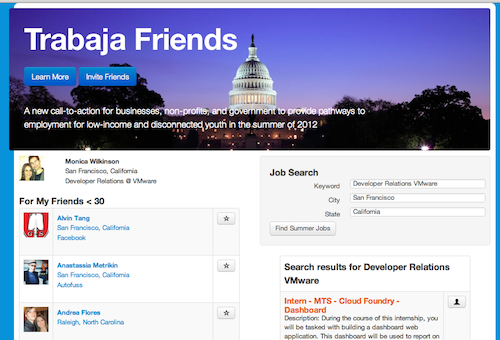 Trabaja Friends
Learn More
Invite Friends
A new call-to-action for businesses, non-profits, and government to provide pathways to
employment for low-income and disconnected youth in the summer of 2012
Monica Wilkinson
San Francisco, California
Developer Relations @ VMware
For My Friends < 30
Alvin Tang
San Francisco, California
Facebook
Anastassia Metrikin
San Francisco, California
Autofuss
Andrea Flores
Raleigh, North Carolina
Job Search
Keyword
Developer Relations VMware
City
San Francisco
State
California
Find Summer Jobs
Search results for Developer Relations
VMware
Intern - MTS - Cloud Foundry -
Dashboard
Description: During the course of this internship, you
will be tasked with building a dashboard web
application. This dashboard will be used to report on